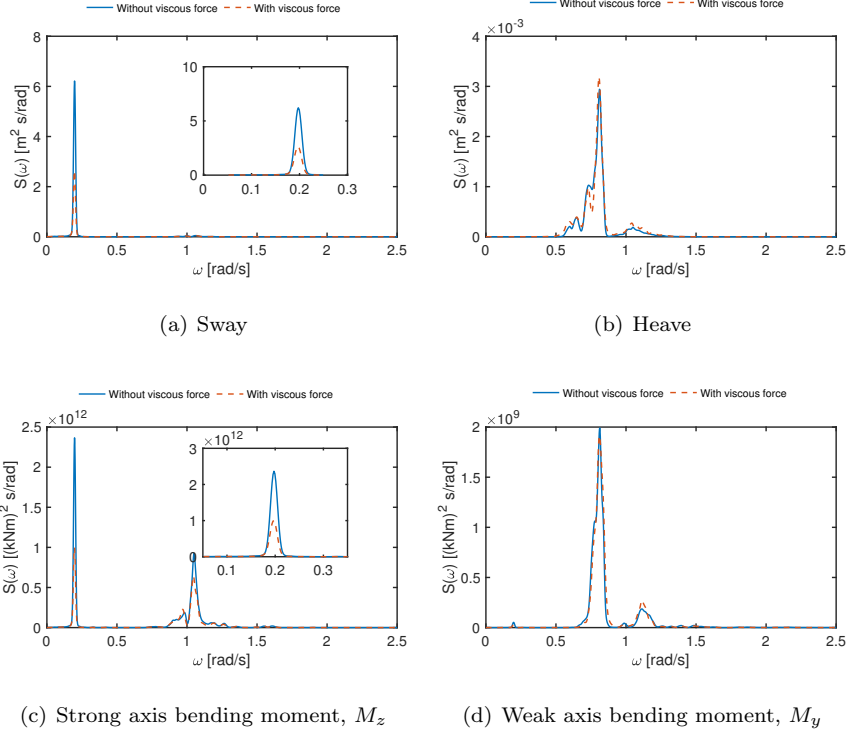 Without viscous force With viscous force
8
6
4
2
0
S(ω) [m² s/rad]
10
5
0
0 0.1 0.2 0.3
0 0.5 1 1.5 2 2.5
ω [rad/s]
(a) Sway
Without viscous force With viscous force
×10⁻³
4
3
2
1
0
S(ω) [m² s/rad]
0 0.5 1 1.5 2 2.5
ω [rad/s]
(b) Heave
Without viscous force With viscous force
×10¹²
2.5
2
1.5
1
0.5
0
S(ω) [(kNm)² s/rad]
×10¹²
3
2
1
0
0.1 0.2 0.3
0 0.5 1 1.5 2 2.5
ω [rad/s]
(c) Strong axis bending moment, M_z
Without viscous force With viscous force
×10⁹
2
1.5
1
0.5
0
S(ω) [(kNm)² s/rad]
0 0.5 1 1.5 2 2.5
ω [rad/s]
(d) Weak axis bending moment, M_y